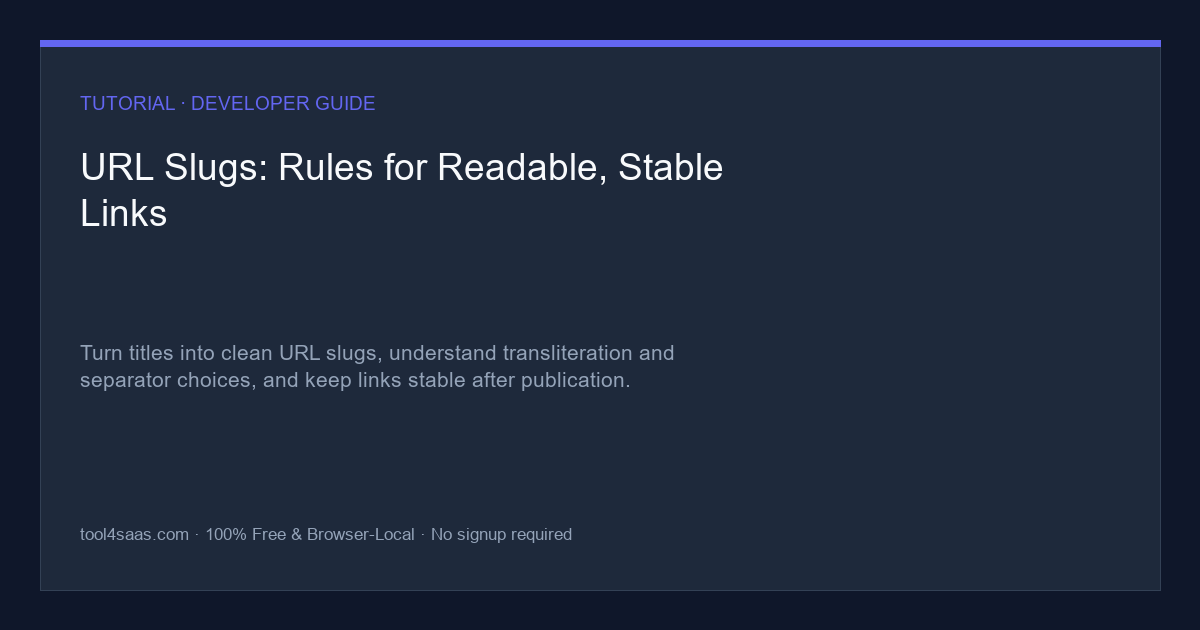 TUTORIAL · DEVELOPER GUIDE
URL Slugs: Rules for Readable, Stable
Links
Turn titles into clean URL slugs, understand transliteration and
separator choices, and keep links stable after publication.
tool4saas.com · 100% Free & Browser-Local · No signup required